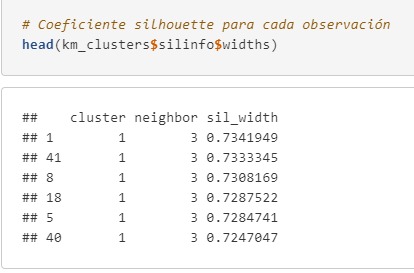 # Coeficiente silhouette para cada observación
head(km_clusters$silinfo$widths)
##    cluster neighbor sil_width
## 1        1        3 0.7341949
## 41       1        3 0.7333345
## 8        1        3 0.7308169
## 18       1        3 0.7287522
## 5        1        3 0.7284741
## 40       1        3 0.7247047